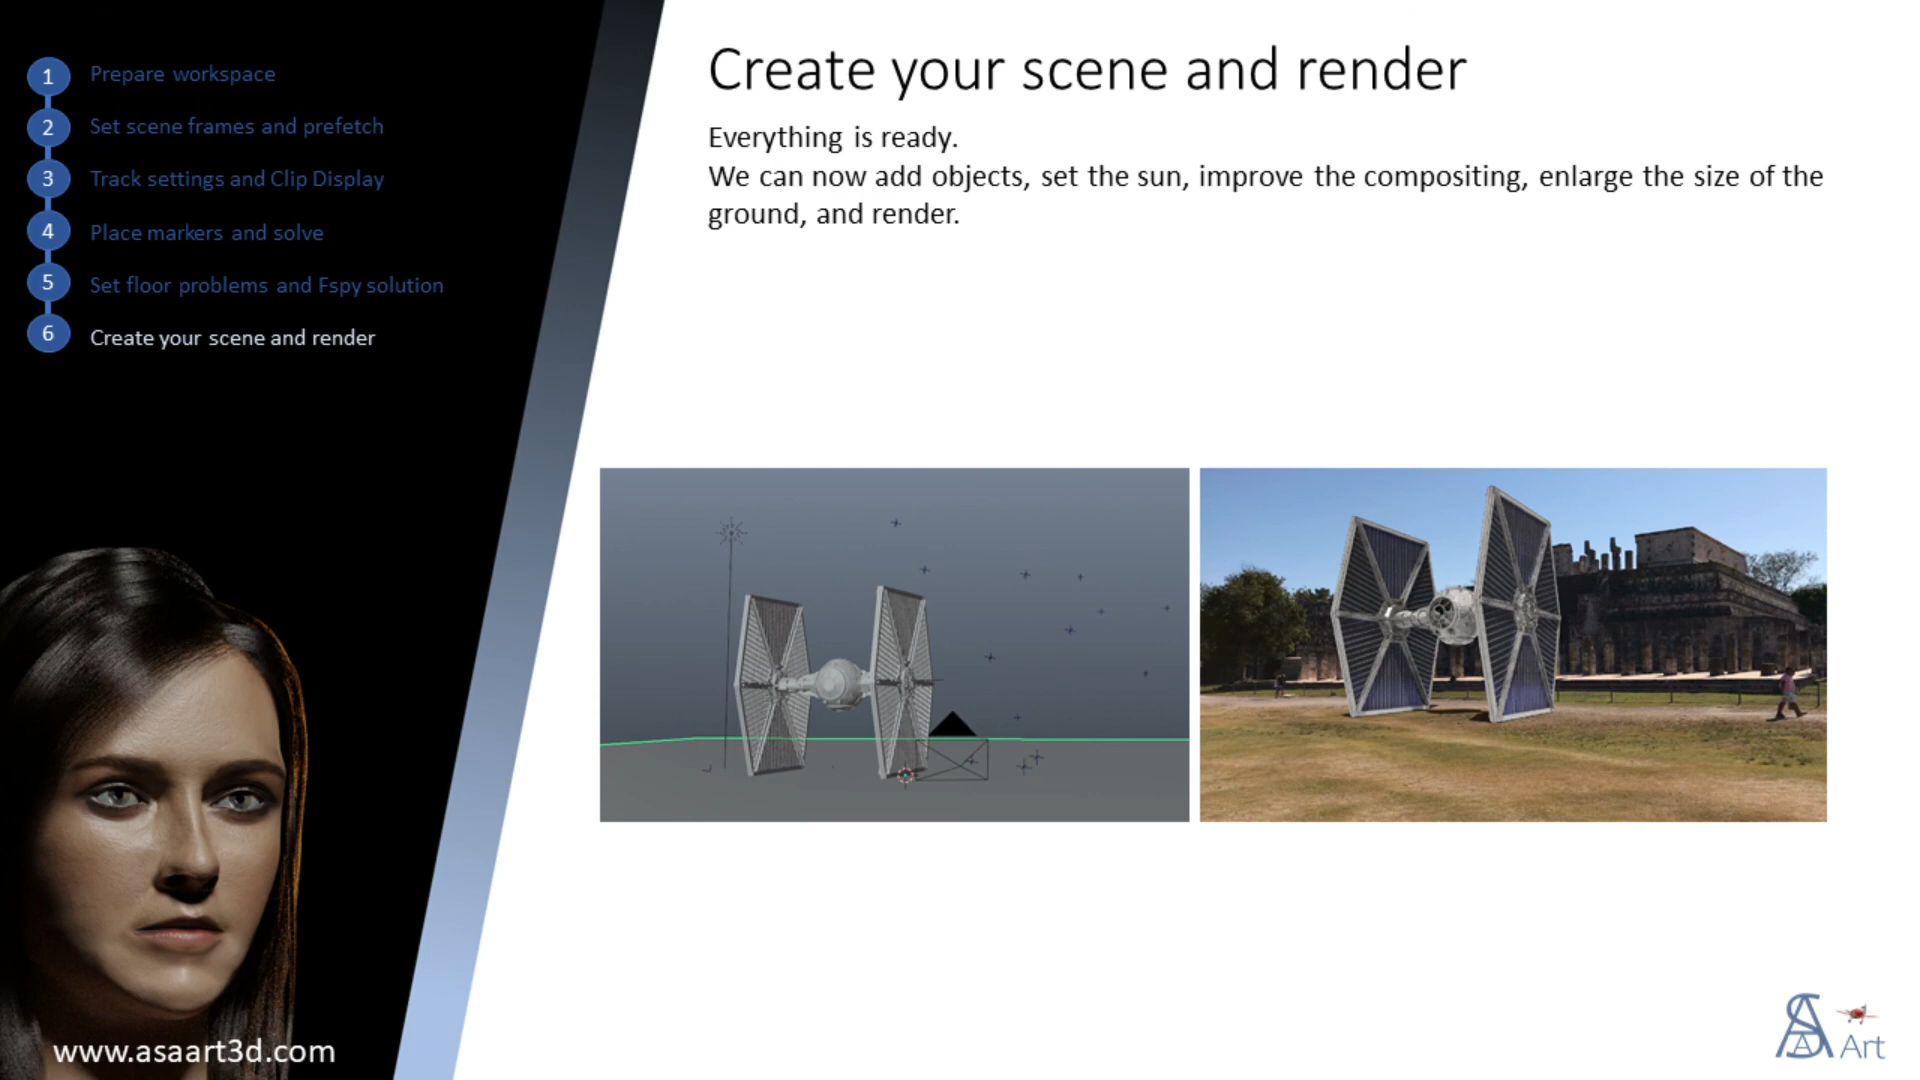 1 Prepare workspace
2 Set scene frames and prefetch
3 Track settings and Clip Display
4 Place markers and solve
5 Set floor problems and Fspy solution
6 Create your scene and render
www.asaart3d.com
Create your scene and render
Everything is ready.
We can now add objects, set the sun, improve the compositing, enlarge the size of the
ground, and render.
ASA Art